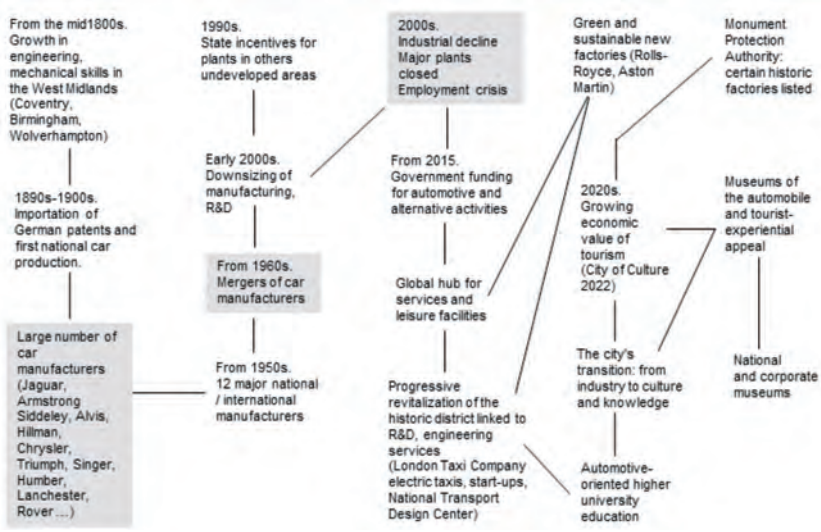 From the mid1800s.
Growth in
engineering,
mechanical skills in
the West Midlands
(Coventry,
Birmingham,
Wolverhampton)
1890s-1900s.
Importation of
German patents and
first national car
production.
Large number of
car
manufacturers
(Jaguar,
Armstrong
Siddeley, Alvis,
Hillman,
Chrysler,
Triumph, Singer,
Humber,
Lanchester,
Rover…)
1990s.
State incentives for
plants in others
undeveloped areas
Early 2000s.
Downsizing of
manufacturing,
R&D
From 1960s.
Mergers of car
manufacturers
From 1950s.
12 major national
/ international
manufacturers
2000s.
Industrial decline
Major plants
closed
Employment crisis
From 2015.
Government funding
for automotive and
alternative activities
Global hub for
services and
leisure facilities
Progressive
revitalization of the
historic district linked to
R&D, engineering
services
(London Taxi Company
electric taxis, start-ups,
National Transport
Design Center)
Green and
sustainable new
factories (Rolls-
Royce, Aston
Martin)
2020s.
Growing
economic
value of
tourism
(City of Culture
2022)
The city's
transition: from
industry to culture
and knowledge
Automotive-
oriented higher
university
education
Monument
Protection
Authority:
certain historic
factories listed
Museums of
the automobile
and tourist-
experiential
appeal
National
and corporate
museums